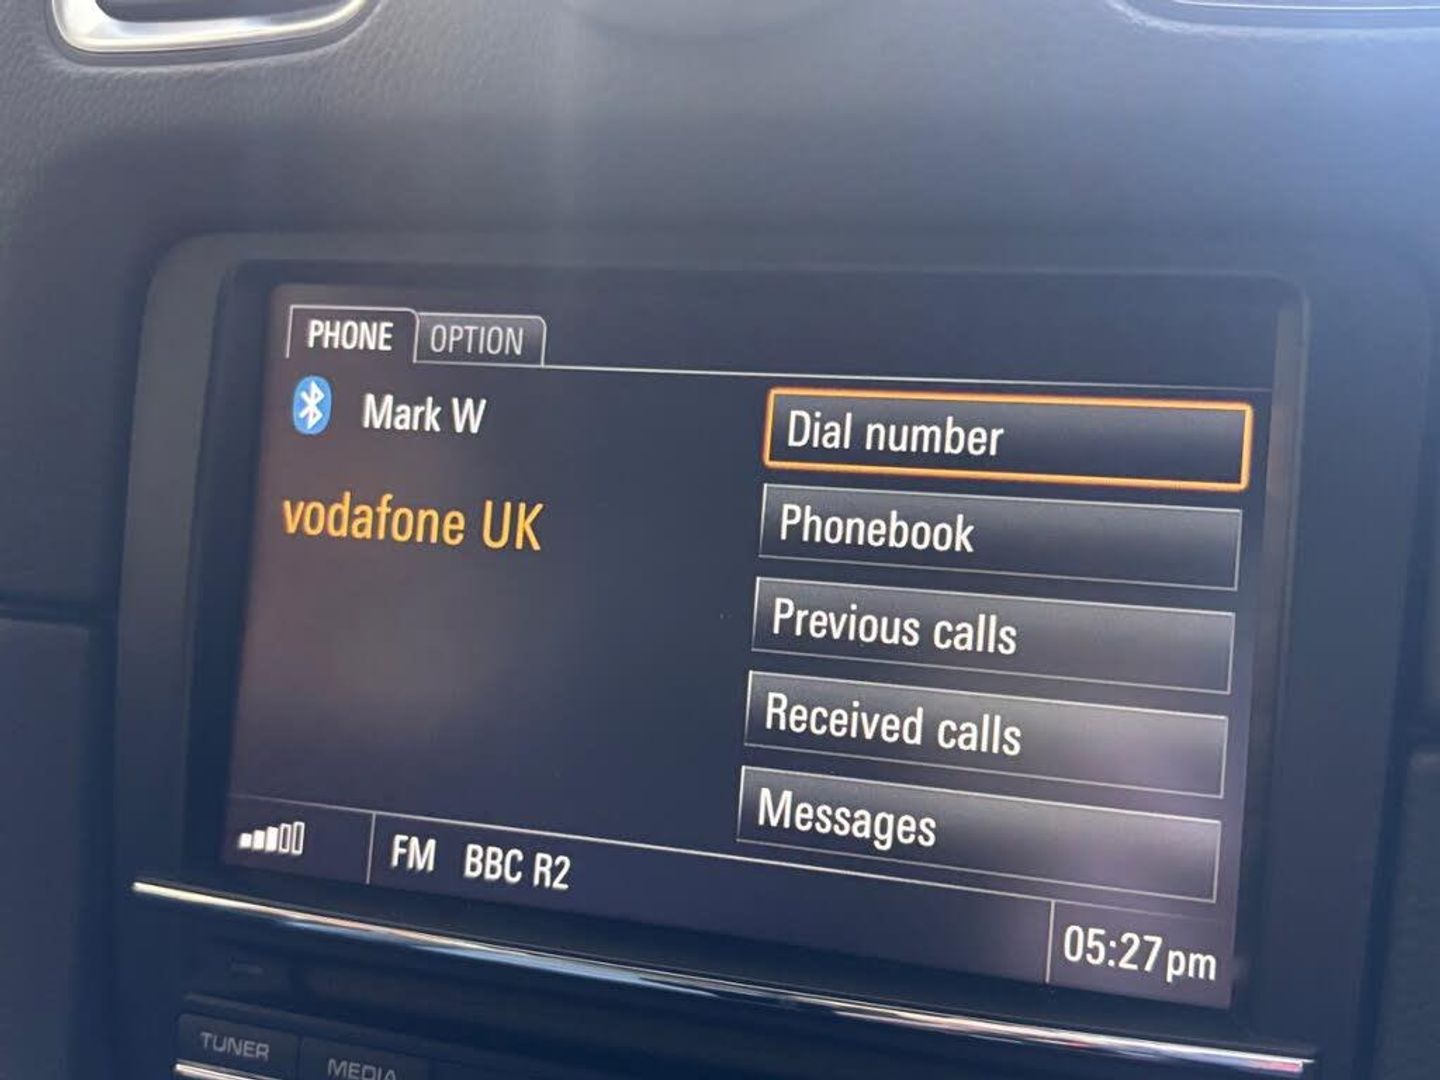 PHONE OPTION
Mark W
vodafone UK
Dial number
Phonebook
Previous calls
Received calls
Messages
FM BBC R2
05:27pm
TUNER
MEDIA